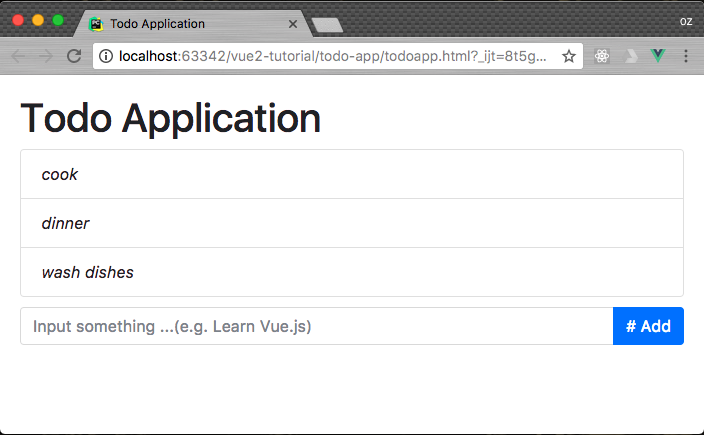 Todo Application
oz
localhost:63342/vue2-tutorial/todo-app/todoapp.html?_ijt=8t5g...
Todo Application
cook
dinner
wash dishes
Input something ...(e.g. Learn Vue.js)
# Add